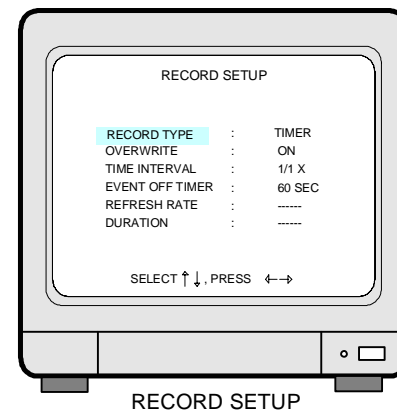 RECORD SETUP
RECORD TYPE : TIMER
OVERWRITE : ON
TIME INTERVAL : 1/1 X
EVENT OFF TIMER : 60 SEC
REFRESH RATE : ------
DURATION : ------
SELECT ↑↓, PRESS ←→
RECORD SETUP